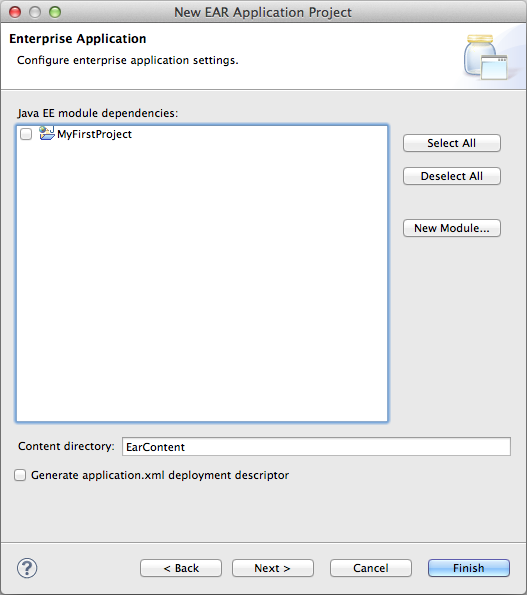 New EAR Application Project
Enterprise Application
Configure enterprise application settings.
Java EE module dependencies:
MyFirstProject
Select All
Deselect All
New Module...
Content directory: EarContent
Generate application.xml deployment descriptor
? < Back Next > Cancel Finish